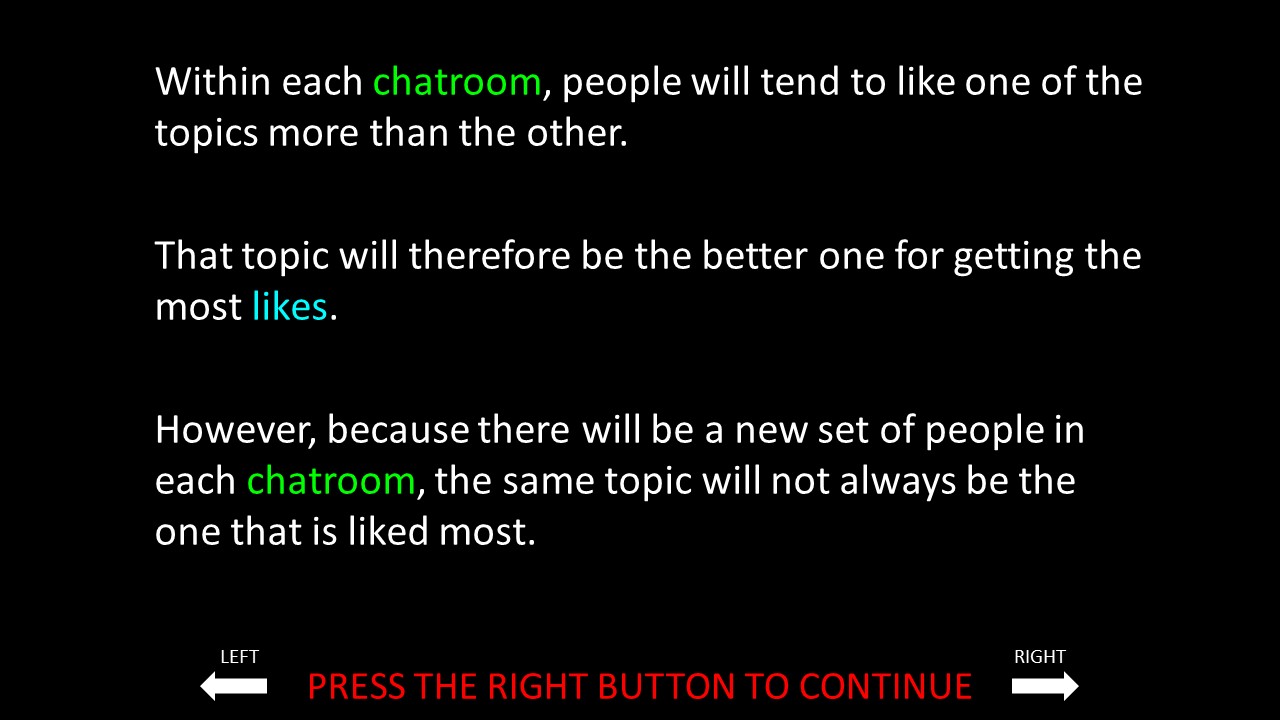 Within each chatroom, people will tend to like one of the
topics more than the other.
That topic will therefore be the better one for getting the
most likes.
However, because there will be a new set of people in
each chatroom, the same topic will not always be the
one that is liked most.
LEFT
RIGHT
PRESS THE RIGHT BUTTON TO CONTINUE